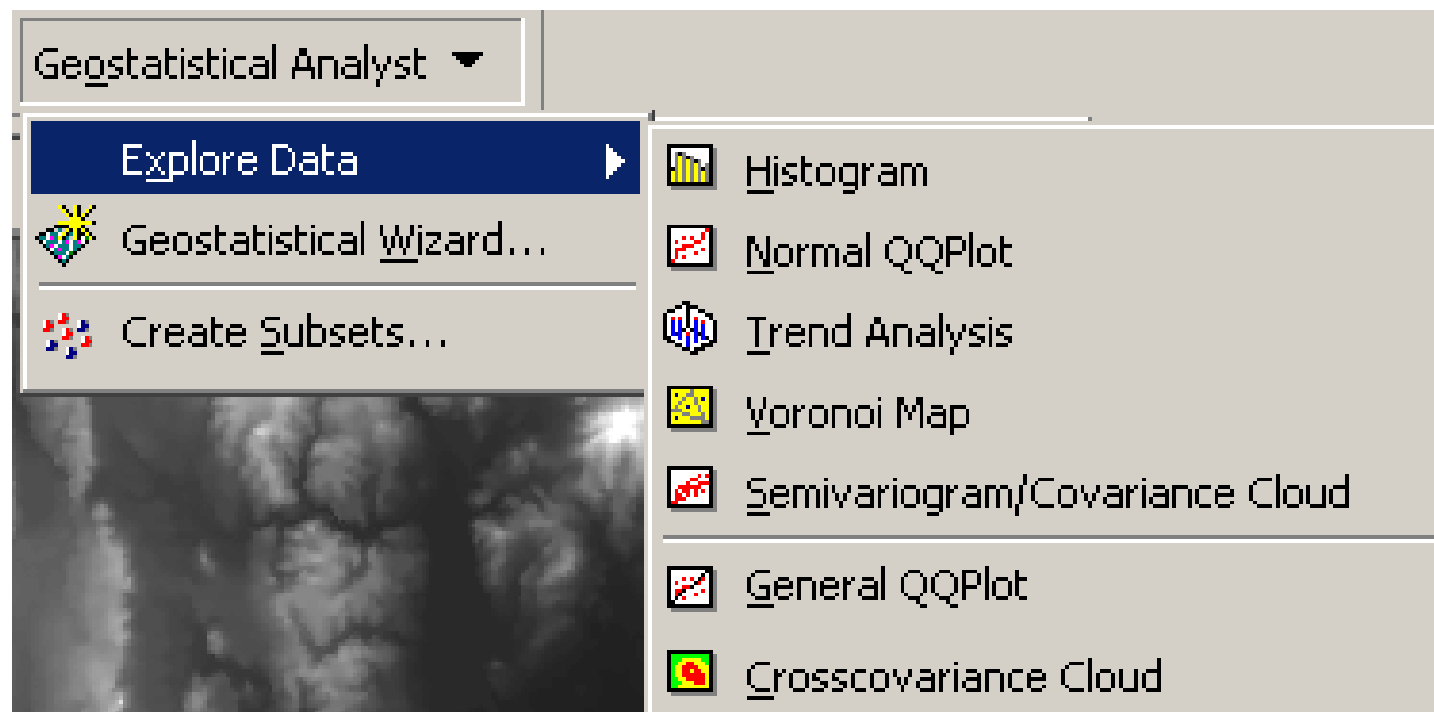 Geostatistical Analyst
Explore Data
Geostatistical Wizard...
Create Subsets...
Histogram
Normal QQPlot
Trend Analysis
Voronoi Map
Semivariogram/Covariance Cloud
General QQPlot
Crosscovariance Cloud